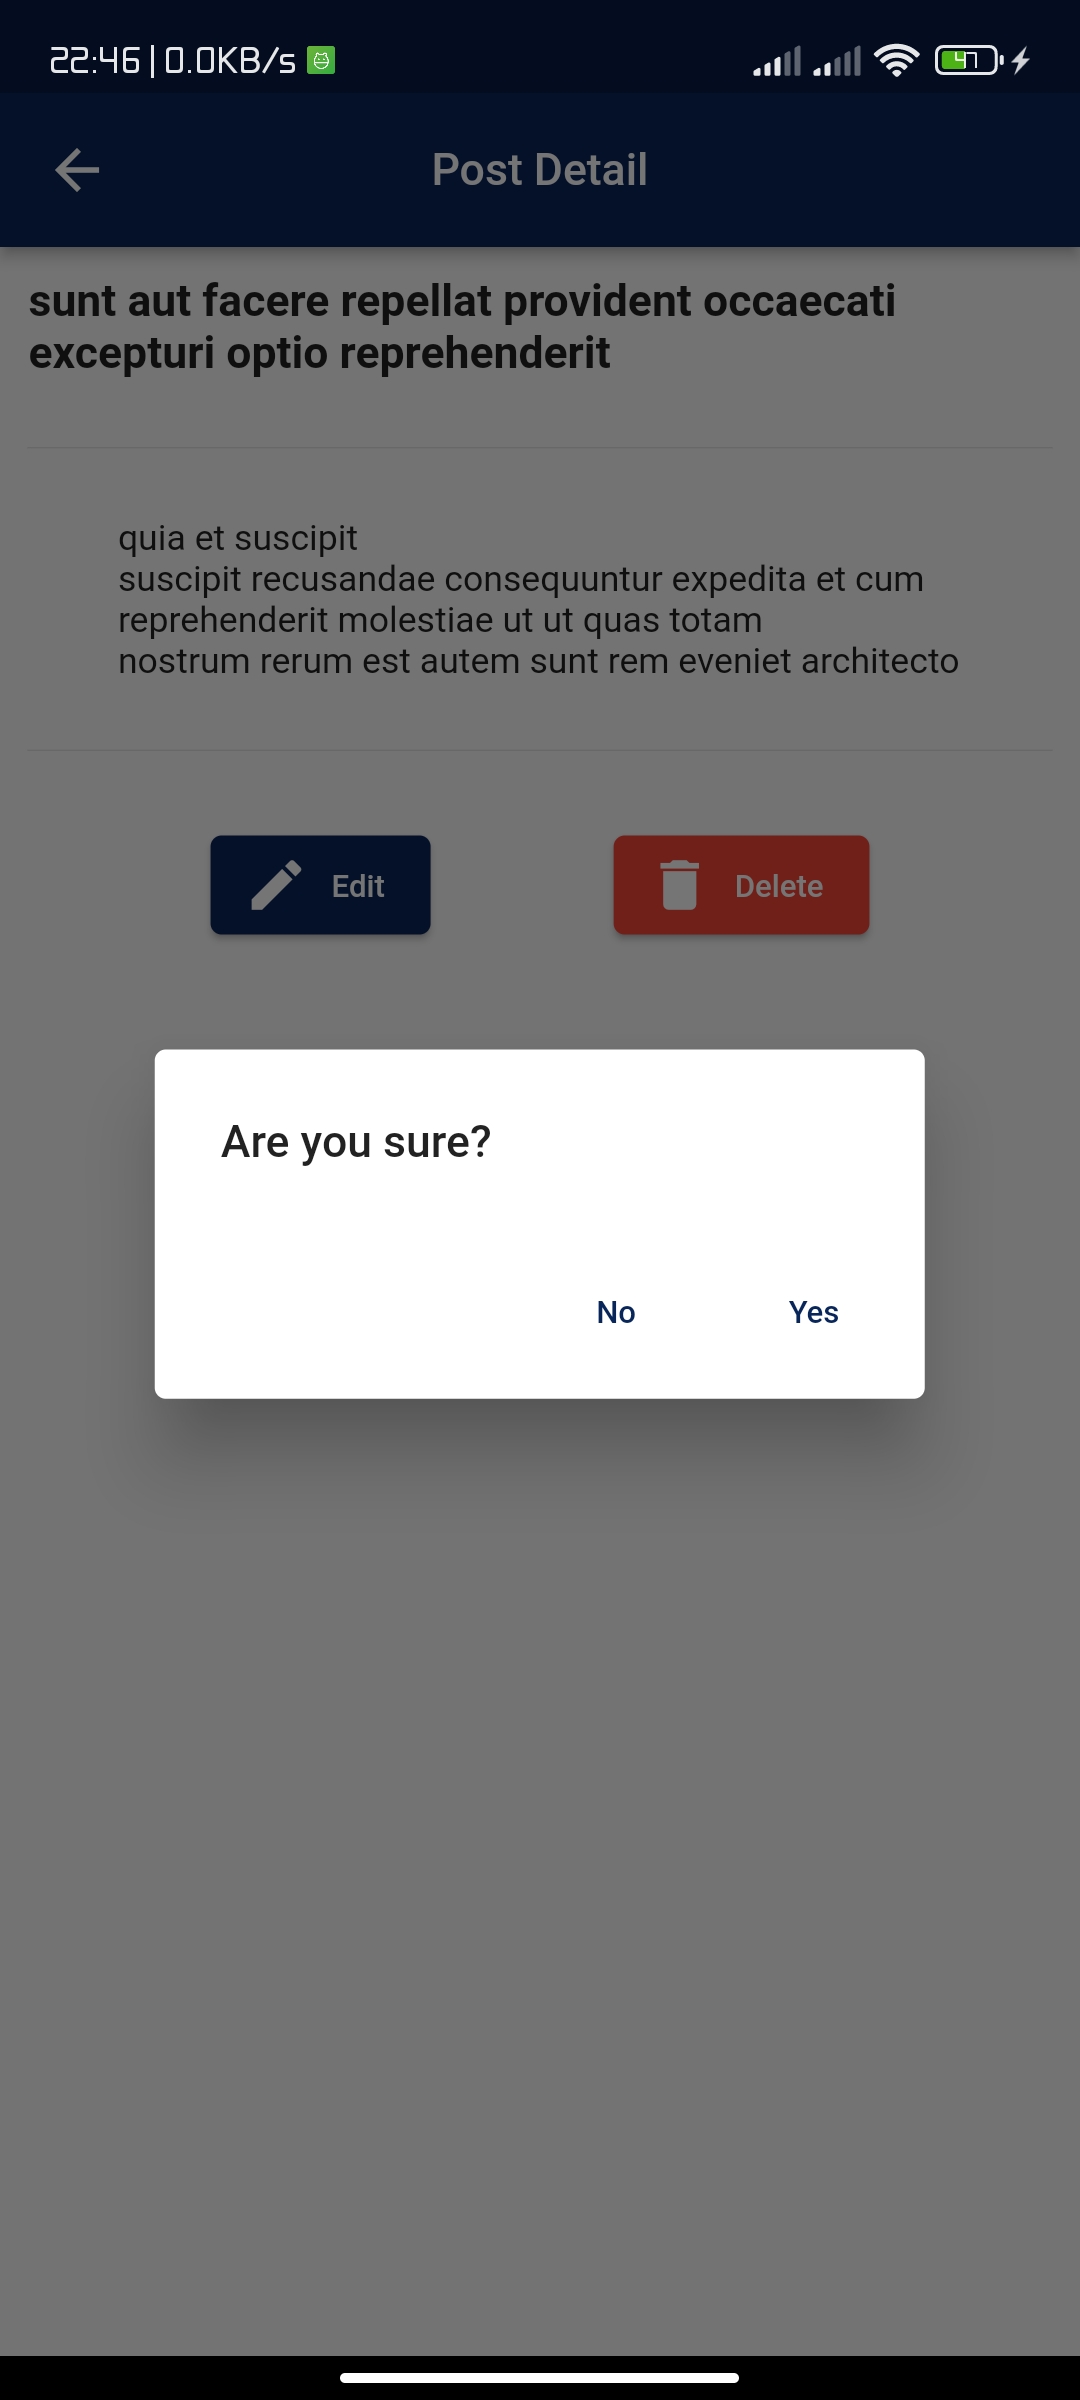 22:46 | 0.0KB/s
47
Post Detail
sunt aut facere repellat provident occaecati
excepturi optio reprehenderit
quia et suscipit
suscipit recusandae consequuntur expedita et cum
reprehenderit molestiae ut ut quas totam
nostrum rerum est autem sunt rem eveniet architecto
Edit
Delete
Are you sure?
No
Yes